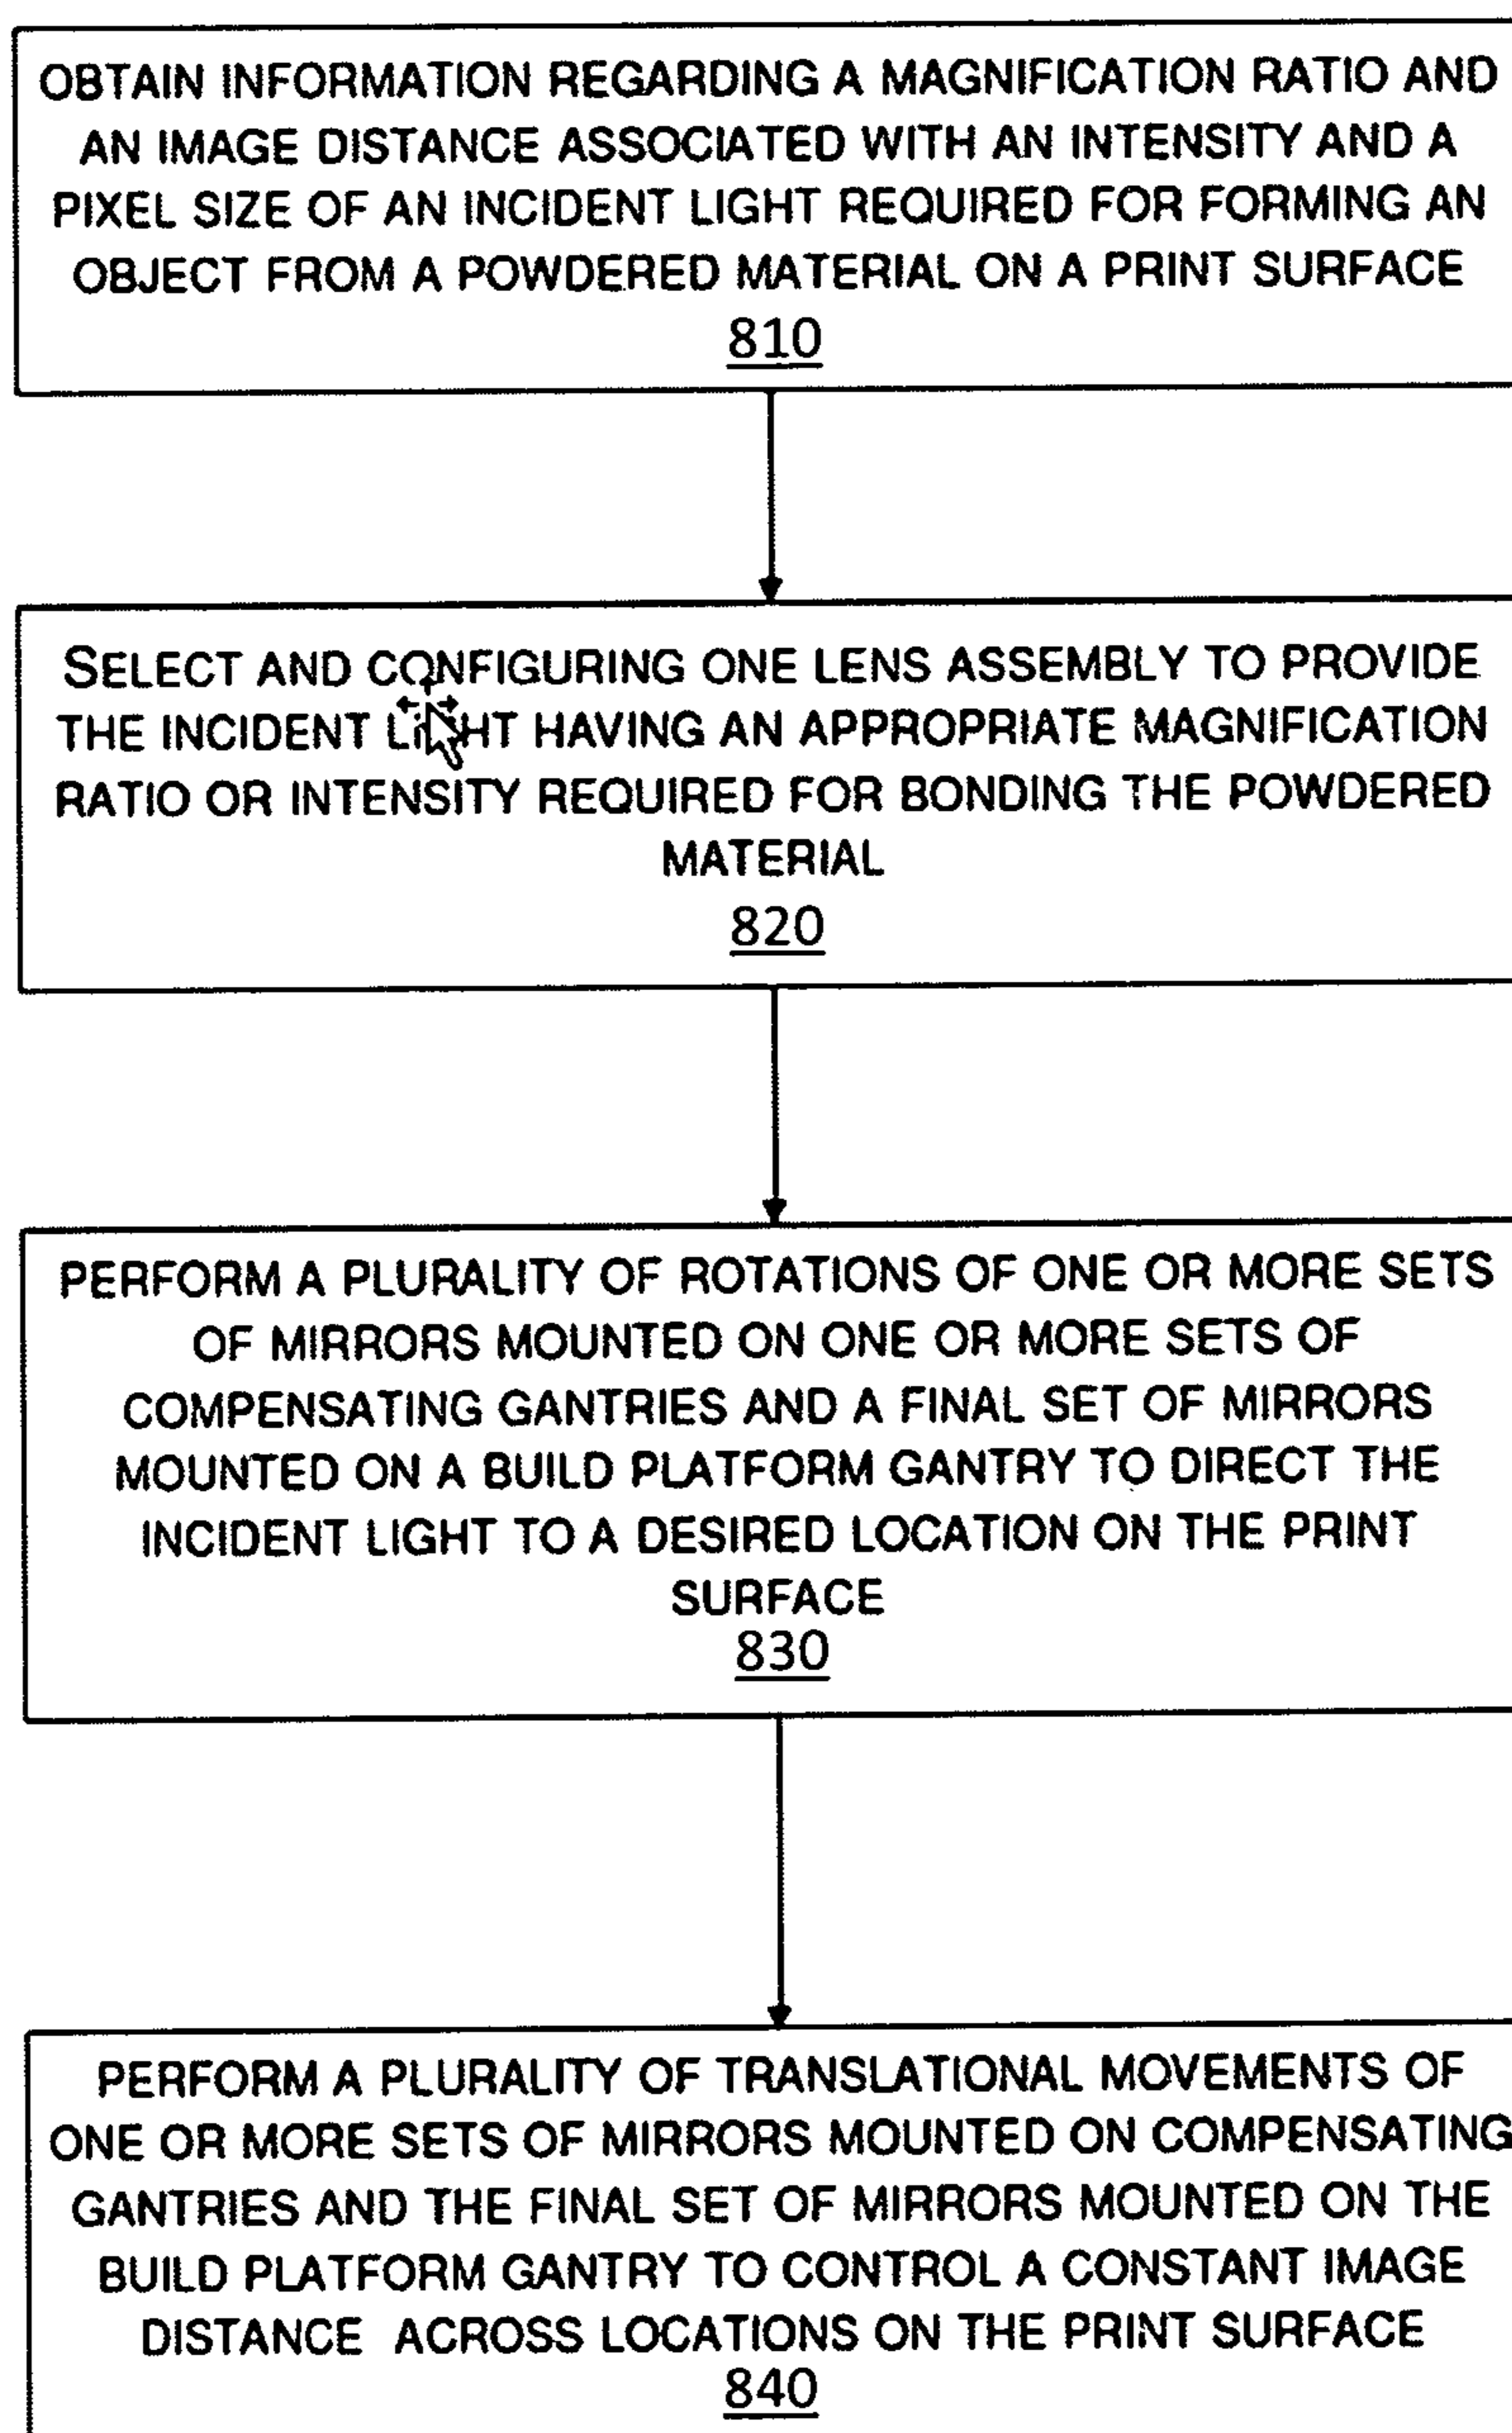 OBTAIN INFORMATION REGARDING A MAGNIFICATION RATIO AND
AN IMAGE DISTANCE ASSOCIATED WITH AN INTENSITY AND A
PIXEL SIZE OF AN INCIDENT LIGHT REQUIRED FOR FORMING AN
OBJECT FROM A POWDERED MATERIAL ON A PRINT SURFACE
810
SELECT AND CONFIGURING ONE LENS ASSEMBLY TO PROVIDE
THE INCIDENT LIGHT HAVING AN APPROPRIATE MAGNIFICATION
RATIO OR INTENSITY REQUIRED FOR BONDING THE POWDERED
MATERIAL
820
PERFORM A PLURALITY OF ROTATIONS OF ONE OR MORE SETS
OF MIRRORS MOUNTED ON ONE OR MORE SETS OF
COMPENSATING GANTRIES AND A FINAL SET OF MIRRORS
MOUNTED ON A BUILD PLATFORM GANTRY TO DIRECT THE
INCIDENT LIGHT TO A DESIRED LOCATION ON THE PRINT
SURFACE
830
PERFORM A PLURALITY OF TRANSLATIONAL MOVEMENTS OF
ONE OR MORE SETS OF MIRRORS MOUNTED ON COMPENSATING
GANTRIES AND THE FINAL SET OF MIRRORS MOUNTED ON THE
BUILD PLATFORM GANTRY TO CONTROL A CONSTANT IMAGE
DISTANCE ACROSS LOCATIONS ON THE PRINT SURFACE
840